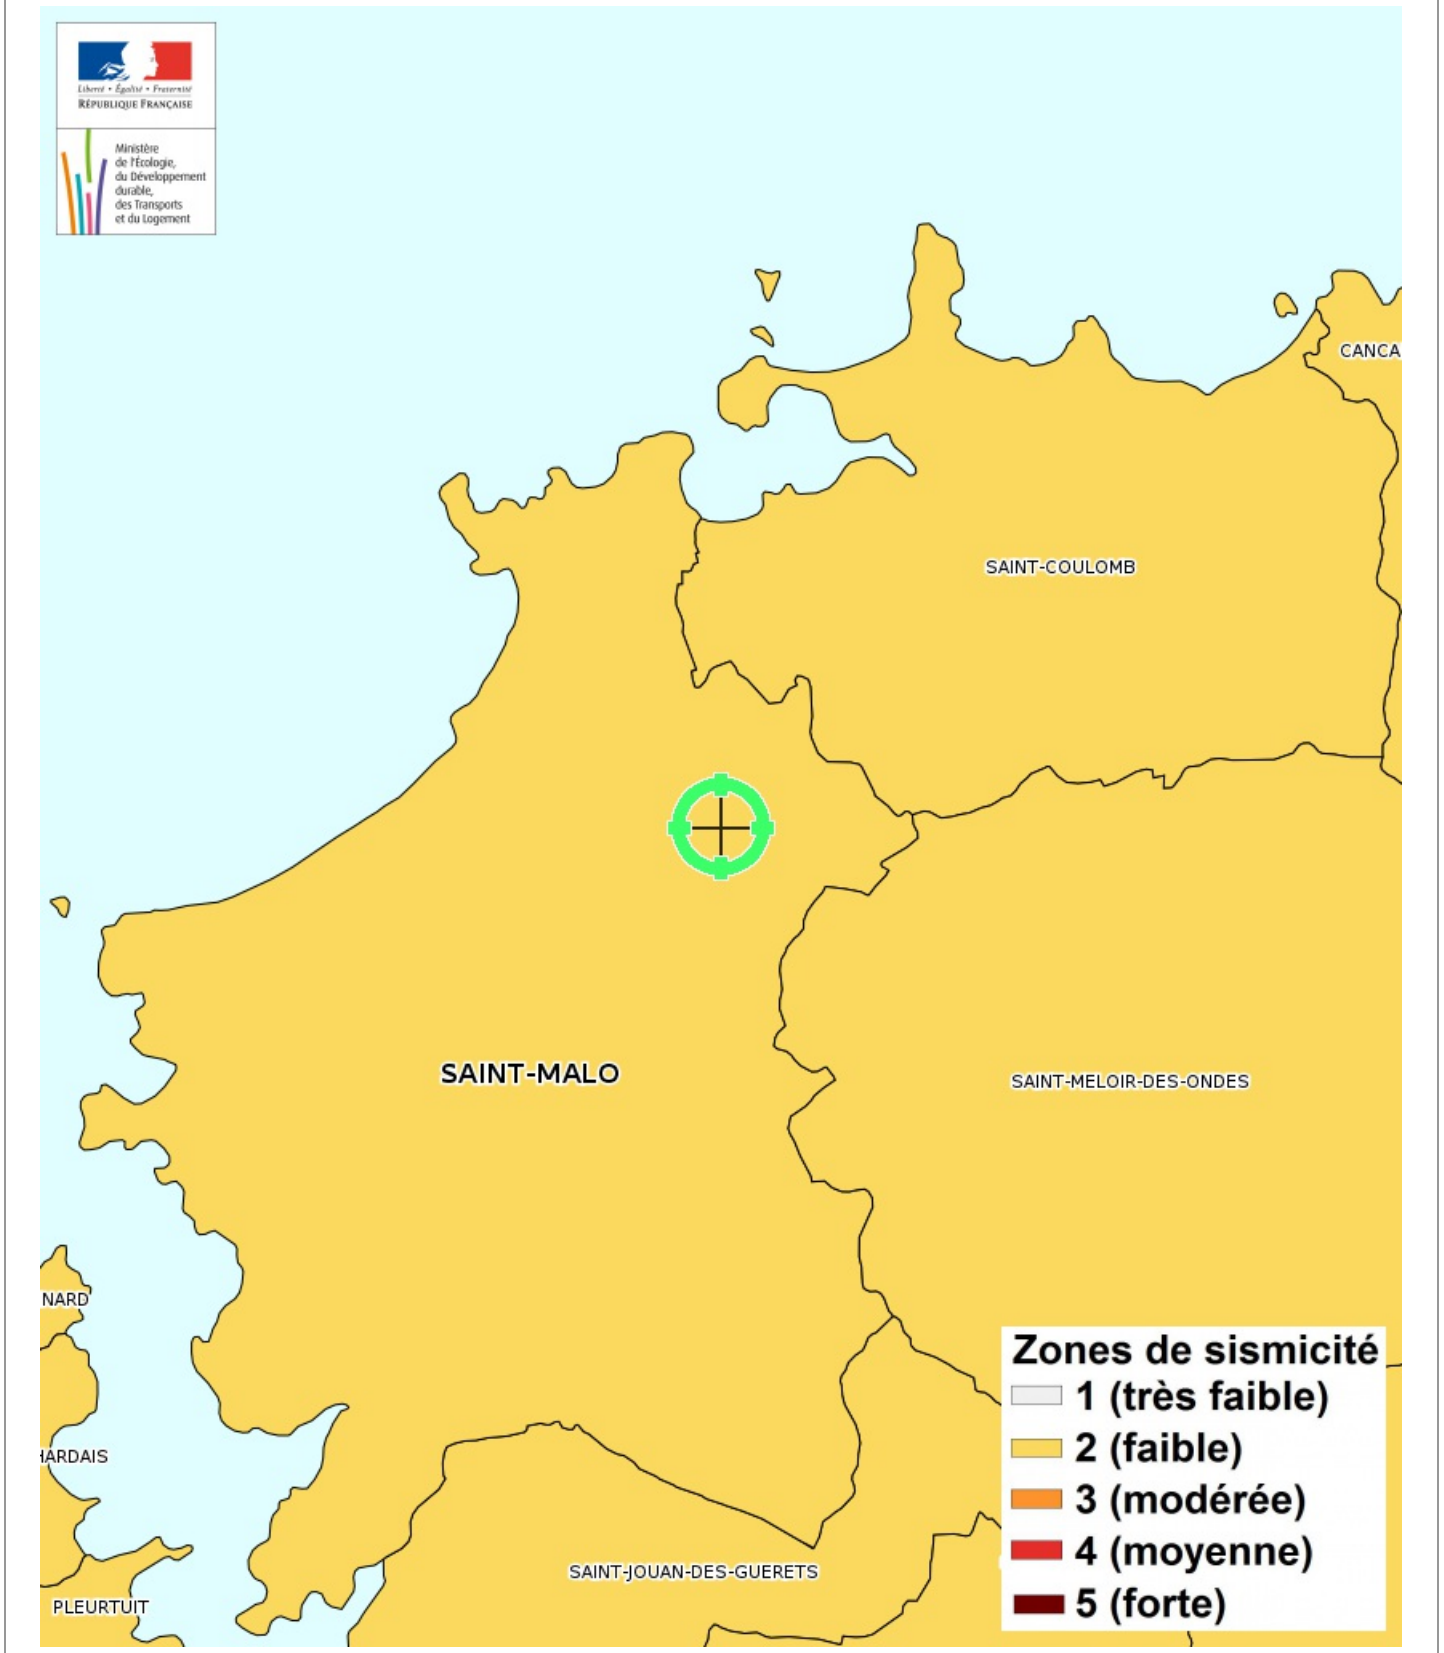 Liberté • Égalité • Fraternité
RÉPUBLIQUE FRANÇAISE
Ministère
de l'Écologie,
du Développement
durable,
des Transports
et du Logement
CANCA
SAINT-COULOMB
SAINT-MALO
SAINT-MELOIR-DES-ONDES
NARD
HARDAIS
SAINT-JOUAN-DES-GUERETS
PLEURTUIT
Zones de sismicité
1 (très faible)
2 (faible)
3 (modérée)
4 (moyenne)
5 (forte)